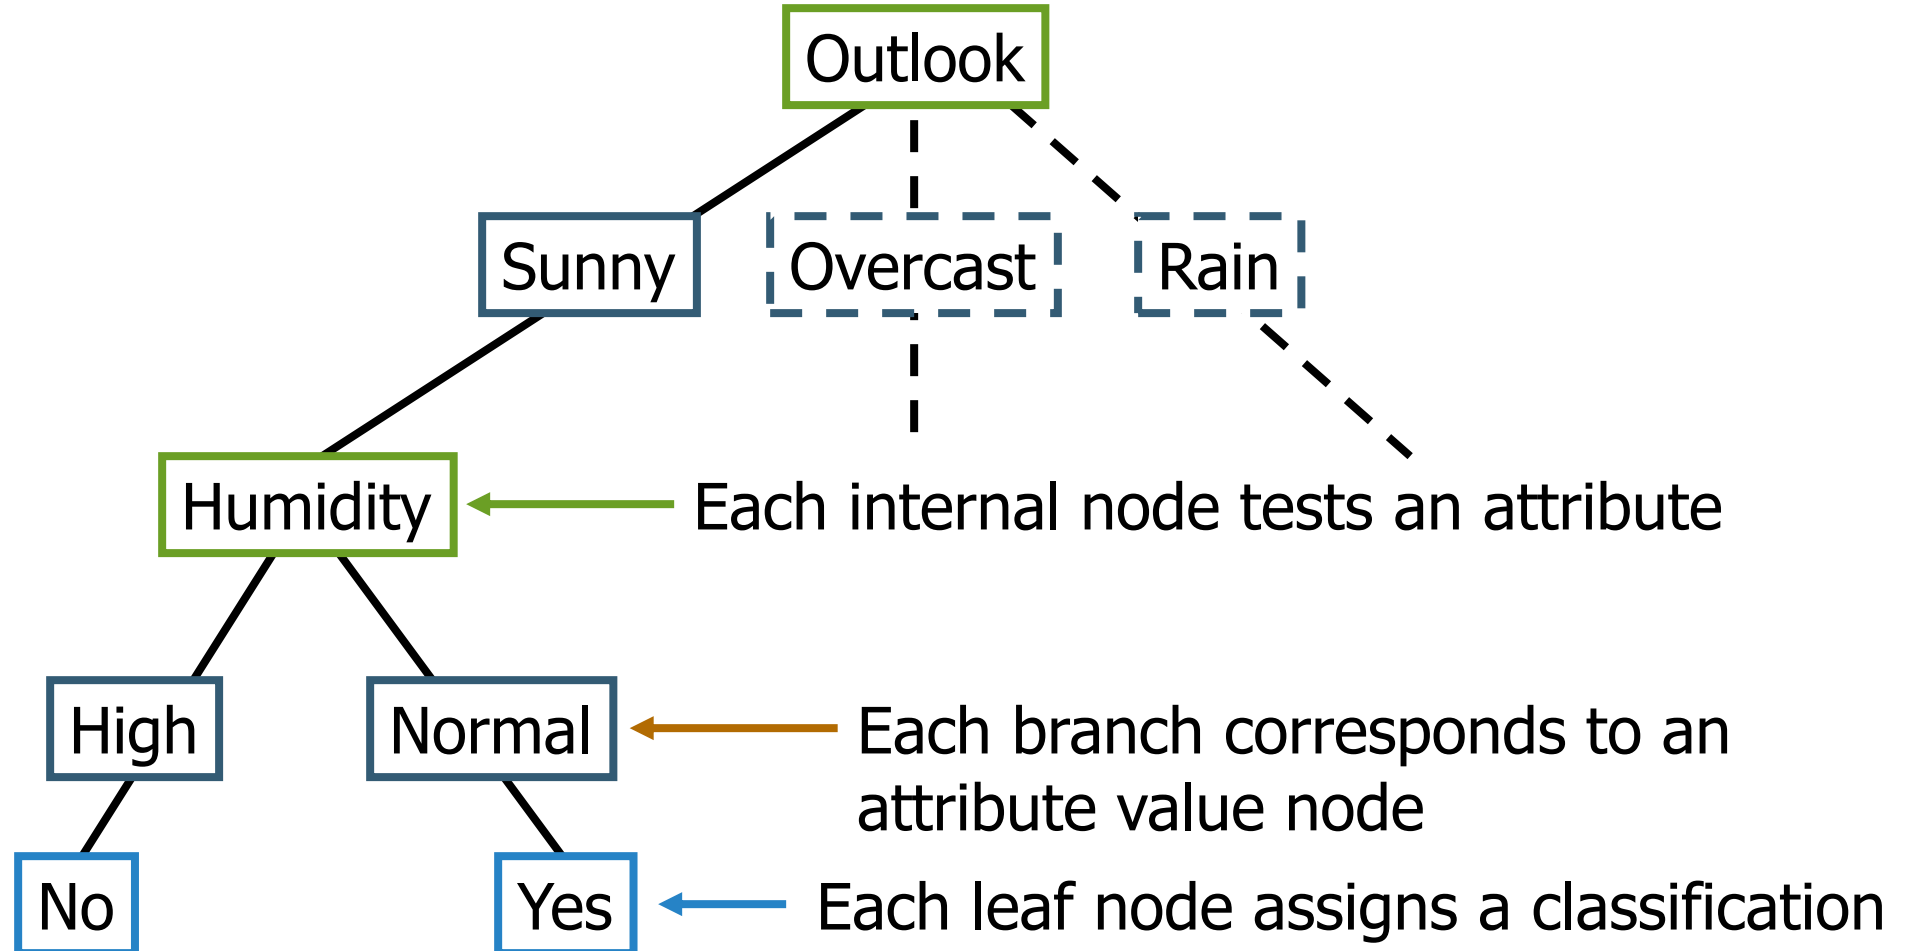 Outlook
Sunny
Overcast
Rain
Humidity
Each internal node tests an attribute
High
Normal
Each branch corresponds to an
attribute value node
No
Yes
Each leaf node assigns a classification